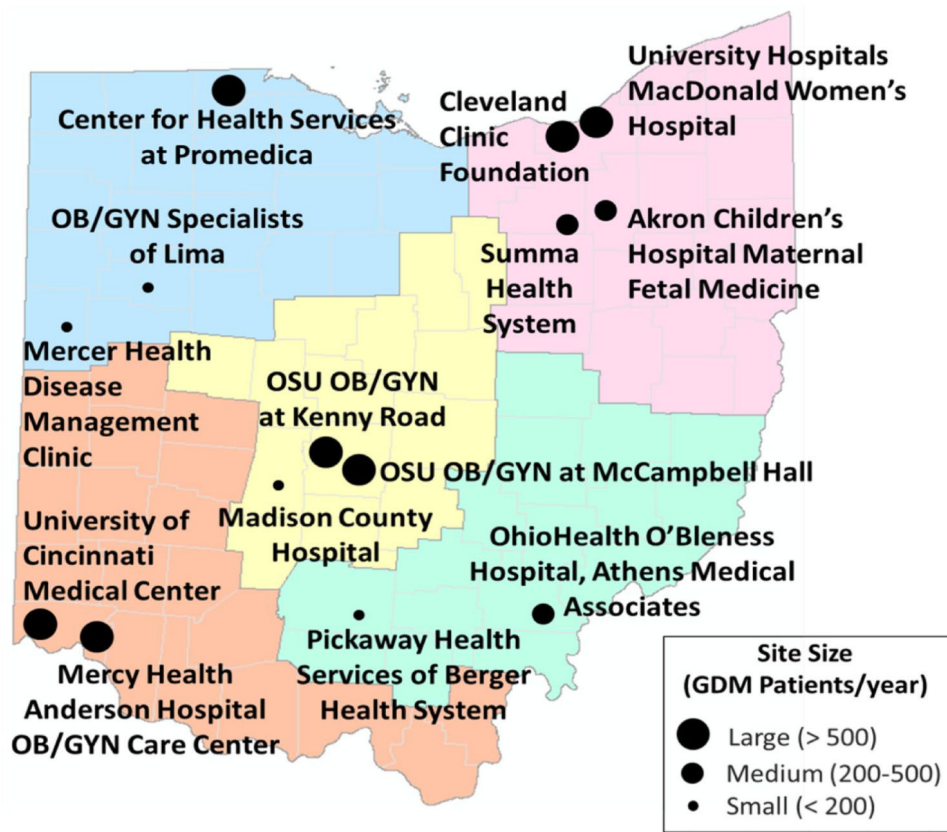 Center for Health Services
at Promedica
OB/GYN Specialists
of Lima
Mercer Health
Disease
Management
Clinic
Cleveland
Clinic
Foundation
University Hospitals
MacDonald Women’s
Hospital
Summa
Health
System
Akron Children’s
Hospital Maternal
Fetal Medicine
OSU OB/GYN
at Kenny Road
OSU OB/GYN at McCampbell Hall
Madison County
Hospital
University of
Cincinnati
Medical Center
Mercy Health
Anderson Hospital
OB/GYN Care Center
OhioHealth O’Bleness
Hospital, Athens Medical
Associates
Pickaway Health
Services of Berger
Health System
Site Size
(GDM Patients/year)
Large (> 500)
Medium (200-500)
Small (< 200)